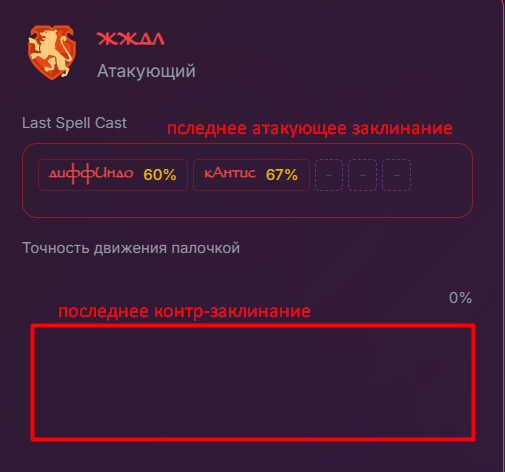 ЖЖДЛ
Атакующий
Last Spell Cast
пследнее атакующее заклинание
диффИндо 60% кАнтис 67% - - -
Точность движения палочкой
0%
последнее контр-заклинание